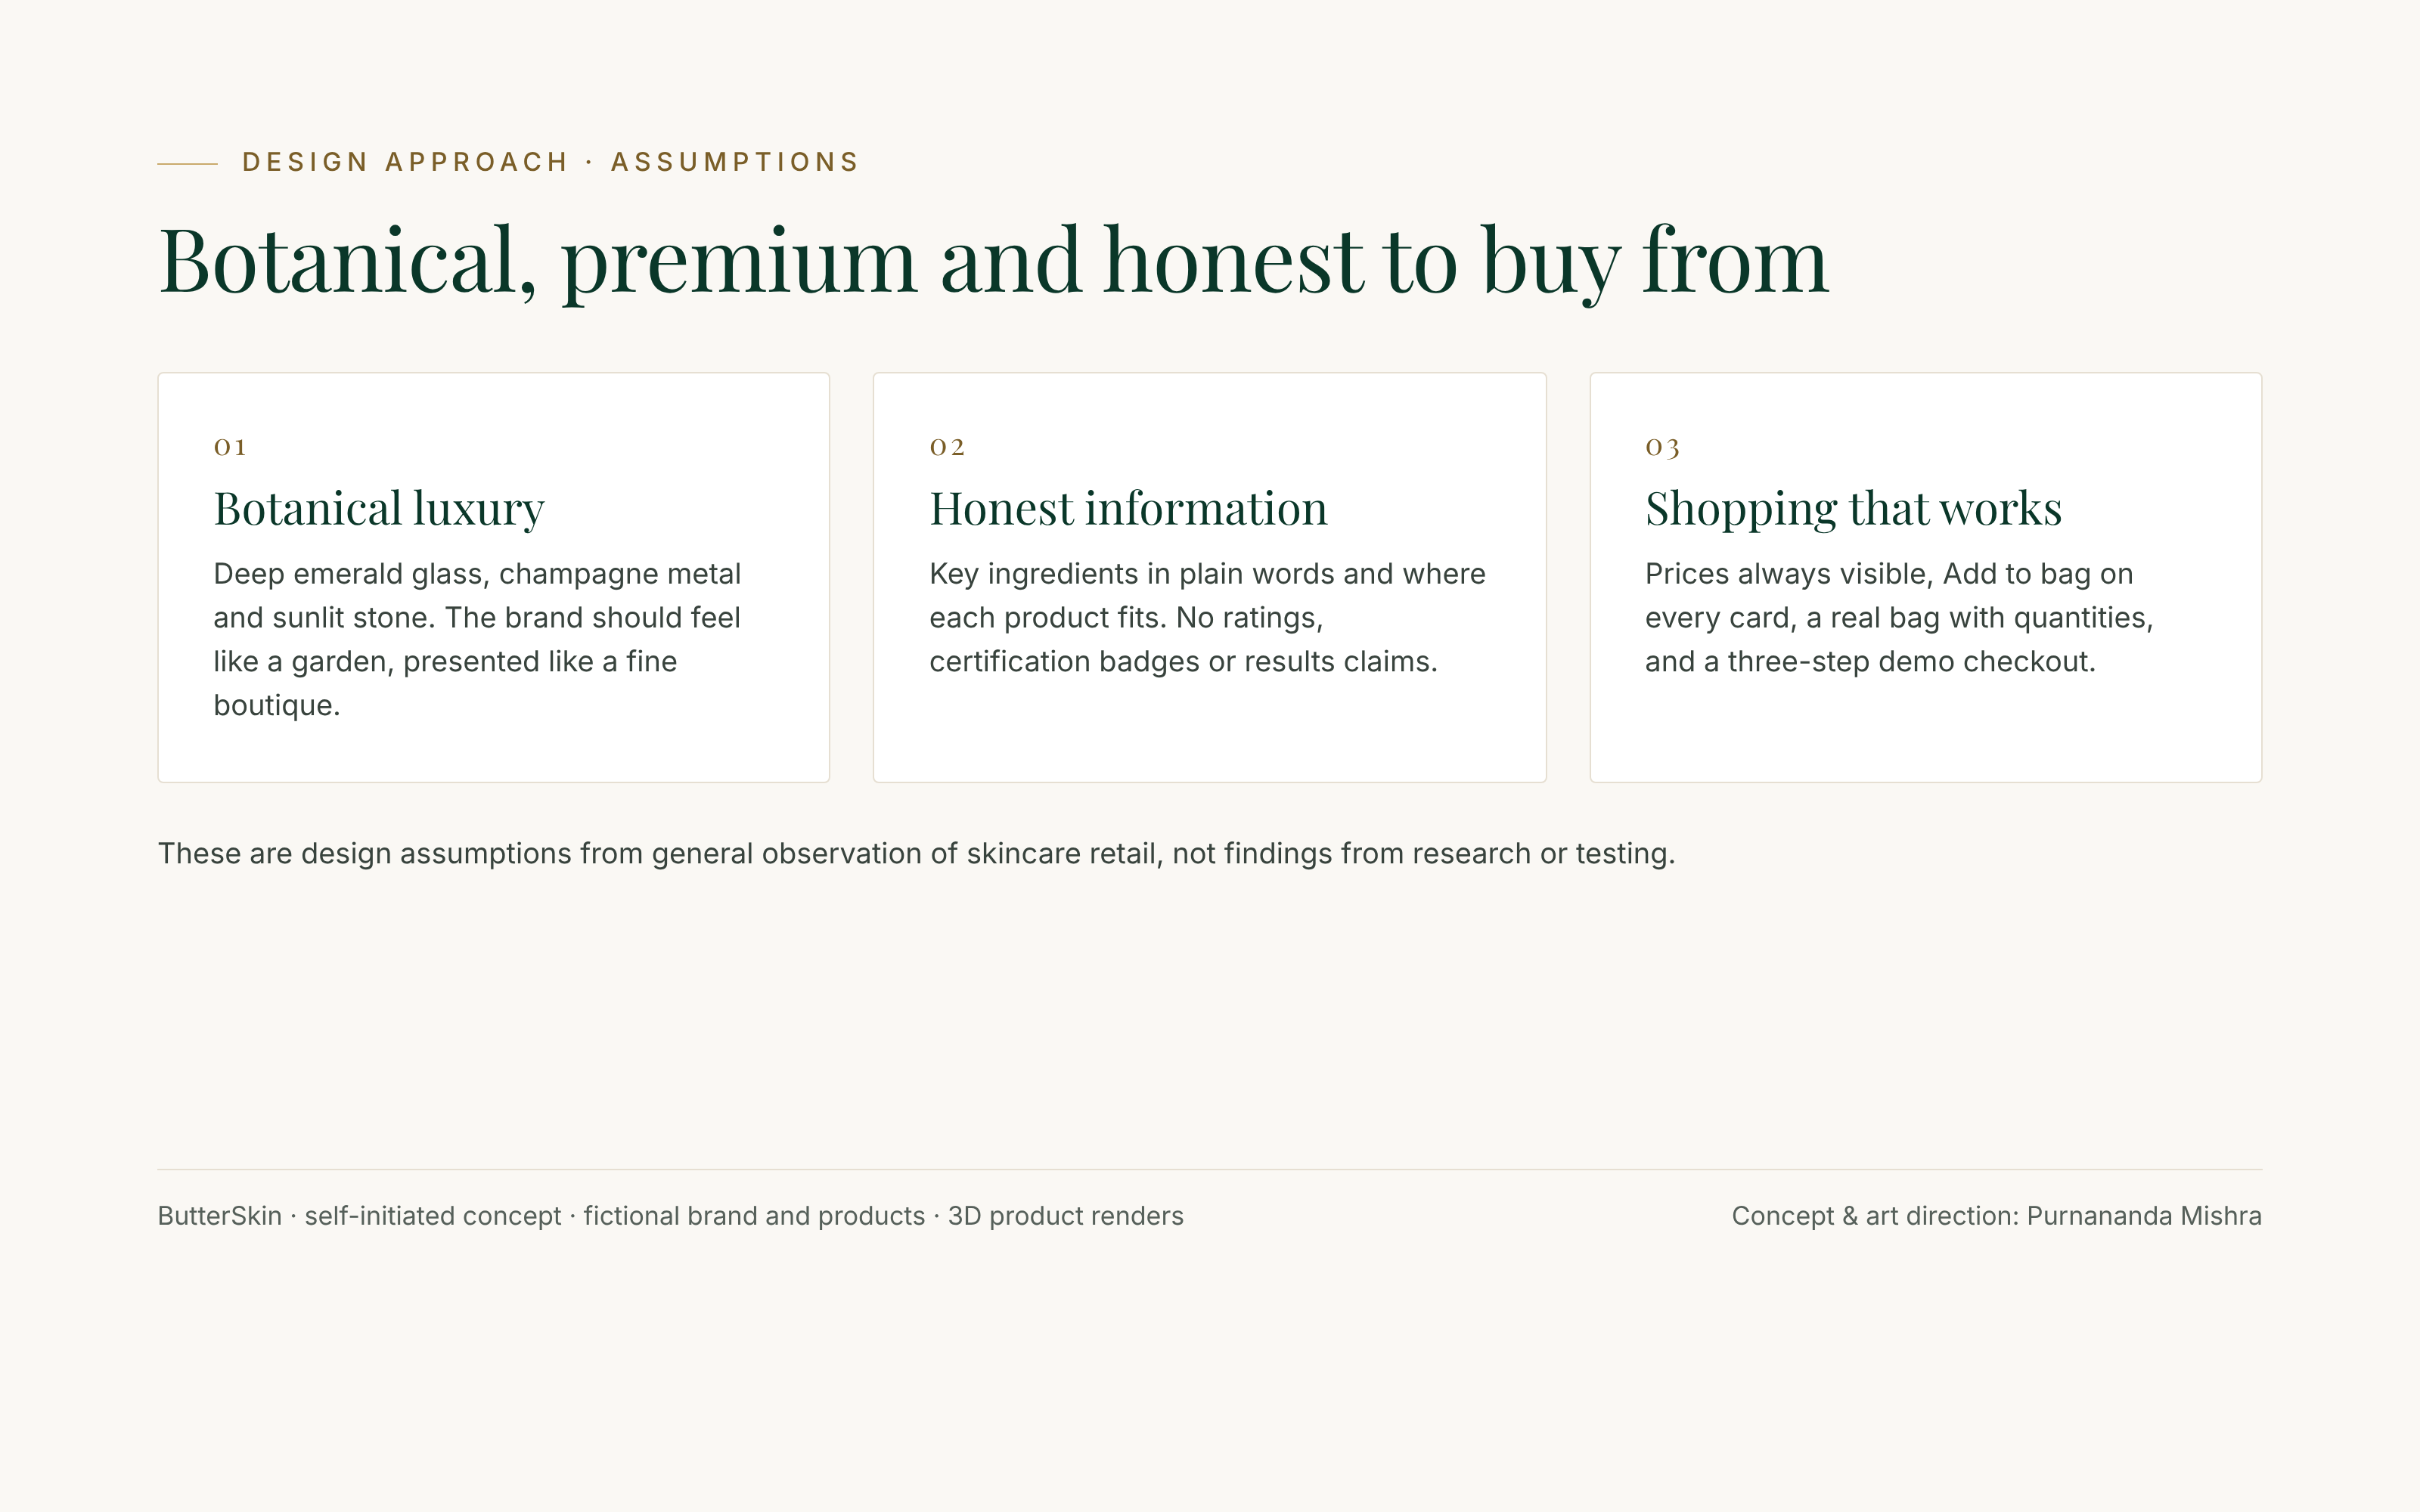 DESIGN APPROACH · ASSUMPTIONS
Botanical, premium and honest to buy from
01
Botanical luxury
Deep emerald glass, champagne metal
and sunlit stone. The brand should feel
like a garden, presented like a fine
boutique.
02
Honest information
Key ingredients in plain words and where
each product fits. No ratings,
certification badges or results claims.
03
Shopping that works
Prices always visible, Add to bag on
every card, a real bag with quantities,
and a three-step demo checkout.
These are design assumptions from general observation of skincare retail, not findings from research or testing.
ButterSkin · self-initiated concept · fictional brand and products · 3D product renders
Concept & art direction: Purnananda Mishra